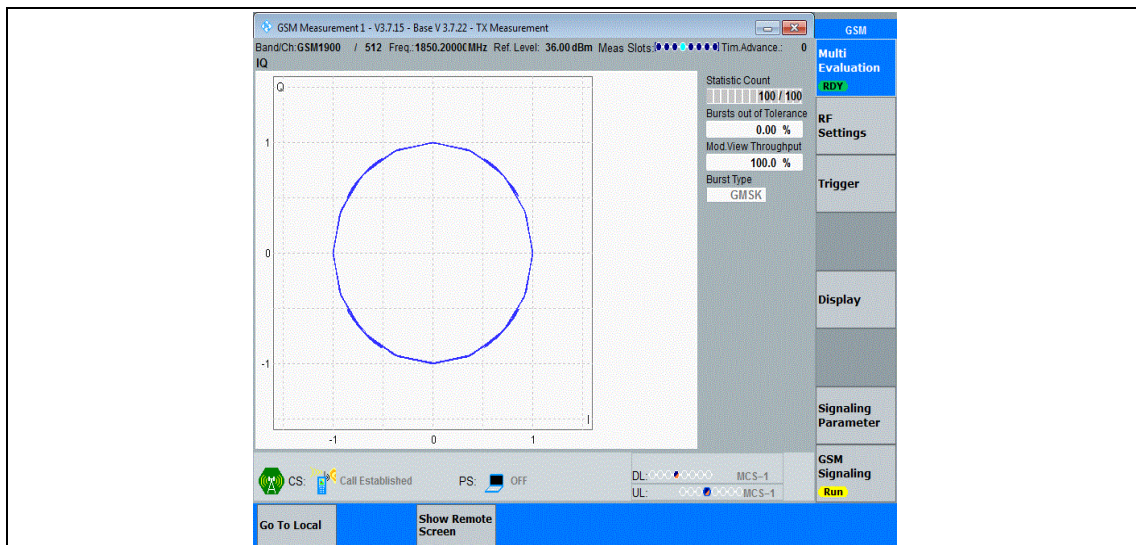 GSM Measurement 1 - V3.7.15 - Base V 3.7.22 - TX Measurement
GSM
Band/Ch:GSM1900 / 512 Freq.:1850.2000 MHz Ref. Level: 36.00 dBm Meas Slots: Tim.Advance.: 0
IQ
Multi
Evaluation
RDY
Q
1
0
-1
-1 0 1
I
Statistic Count
100 / 100
Bursts out of Tolerance
0.00 %
Mod.View Throughput
100.0 %
Burst Type
GMSK
RF
Settings
Trigger
Display
Signaling
Parameter
GSM
Signaling
Run
CS: Call Established PS: OFF
DL: MCS-1
UL: MCS-1
Go To Local
Show Remote
Screen